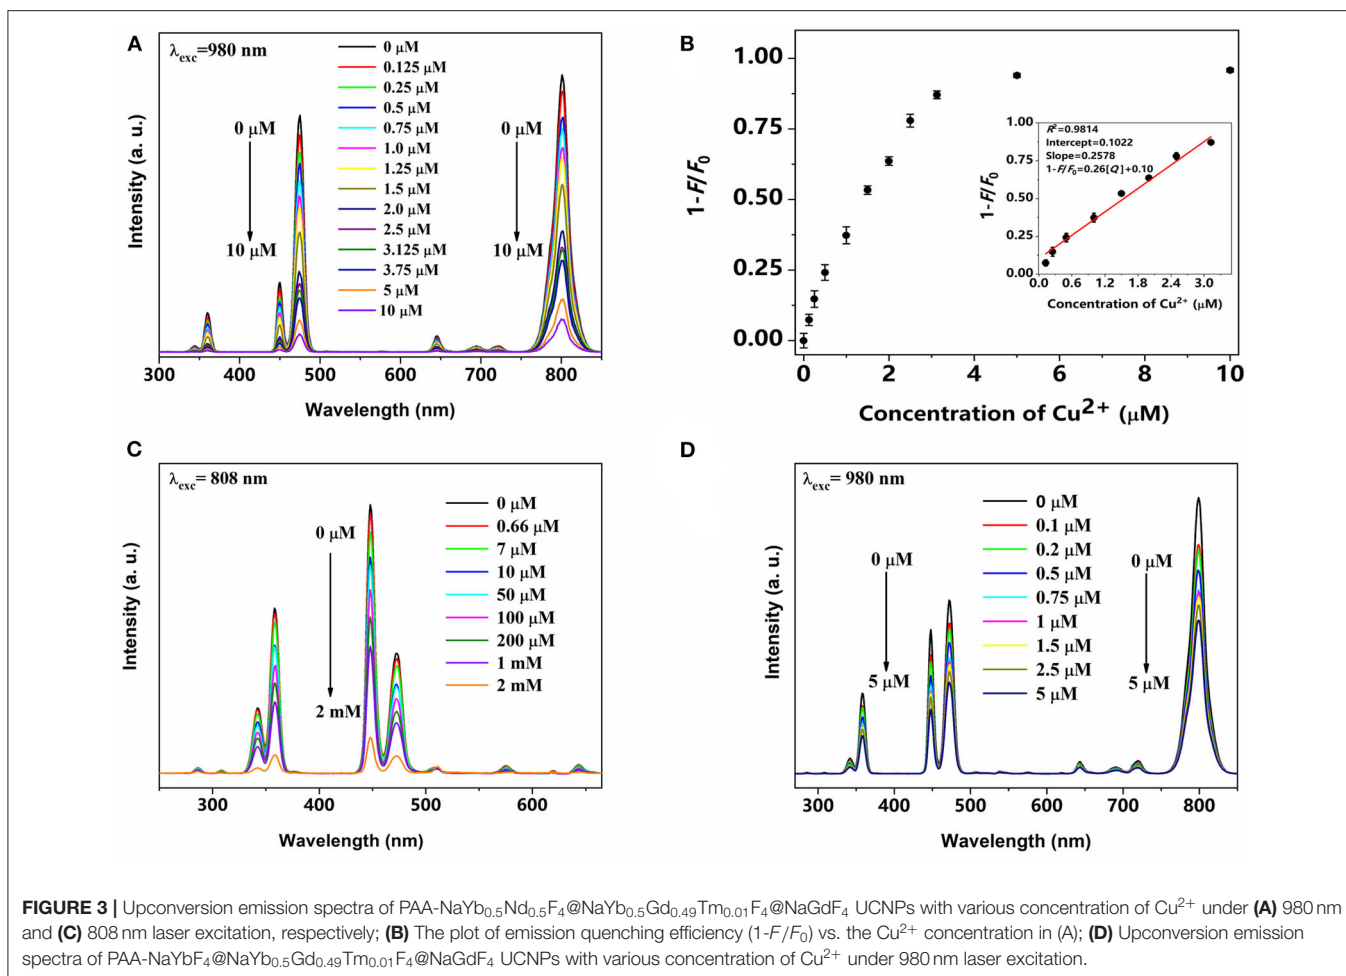 A
λexc=980 nm
0 μM
0.125 μM
0.25 μM
0.5 μM
0.75 μM
1.0 μM
1.25 μM
1.5 μM
2.0 μM
2.5 μM
3.125 μM
3.75 μM
5 μM
10 μM
0 μM
10 μM
0 μM
10 μM
Intensity (a. u.)
300 400 500 600 700 800
Wavelength (nm)
B
1-F/F0
1.00
0.75
0.50
0.25
0.00
0 2 4 6 8 10
Concentration of Cu2+ (μM)
R2=0.9814
Intercept=0.1022
Slope=0.2578
1-F/F0=0.26[Q]+0.10
1-F/F0
1.00
0.75
0.50
0.25
0.00
0.6 1.2 1.8 2.4 3.0
Concentration of Cu2+ (μM)
C
λexc= 808 nm
0 μM
0.66 μM
7 μM
10 μM
50 μM
100 μM
200 μM
1 mM
2 mM
0 μM
2 mM
Intensity (a. u.)
300 400 500 600
Wavelength (nm)
D
λexc= 980 nm
0 μM
0.1 μM
0.2 μM
0.5 μM
0.75 μM
1 μM
1.5 μM
2.5 μM
5 μM
0 μM
5 μM
0 μM
5 μM
Intensity (a. u.)
300 400 500 600 700 800
Wavelength (nm)
FIGURE 3 | Upconversion emission spectra of PAA-NaYb0.5Nd0.5F4@NaYb0.5Gd0.49Tm0.01F4@NaGdF4 UCNPs with various concentration of Cu2+ under (A) 980 nm
and (C) 808 nm laser excitation, respectively; (B) The plot of emission quenching efficiency (1-F/F0) vs. the Cu2+ concentration in (A); (D) Upconversion emission
spectra of PAA-NaYbF4@NaYb0.5Gd0.49Tm0.01F4@NaGdF4 UCNPs with various concentration of Cu2+ under 980 nm laser excitation.